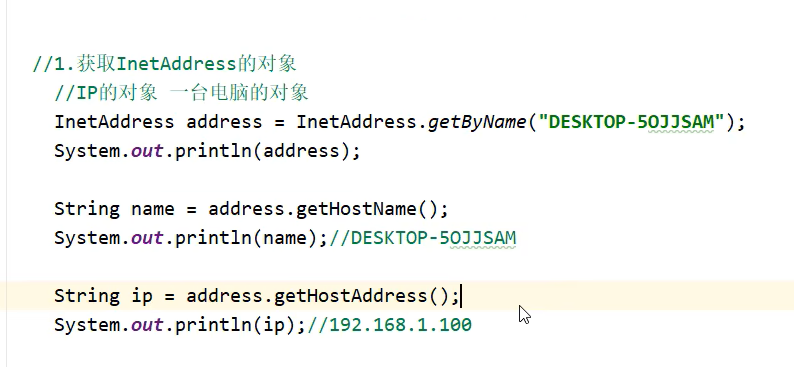 //1.获取InetAddress的对象
//IP的对象 一台电脑的对象
InetAddress address = InetAddress.getByName("DESKTOP-5OJJSAM");
System.out.println(address);
String name = address.getHostName();
System.out.println(name);//DESKTOP-5OJJSAM
String ip = address.getHostAddress();
System.out.println(ip);//192.168.1.100